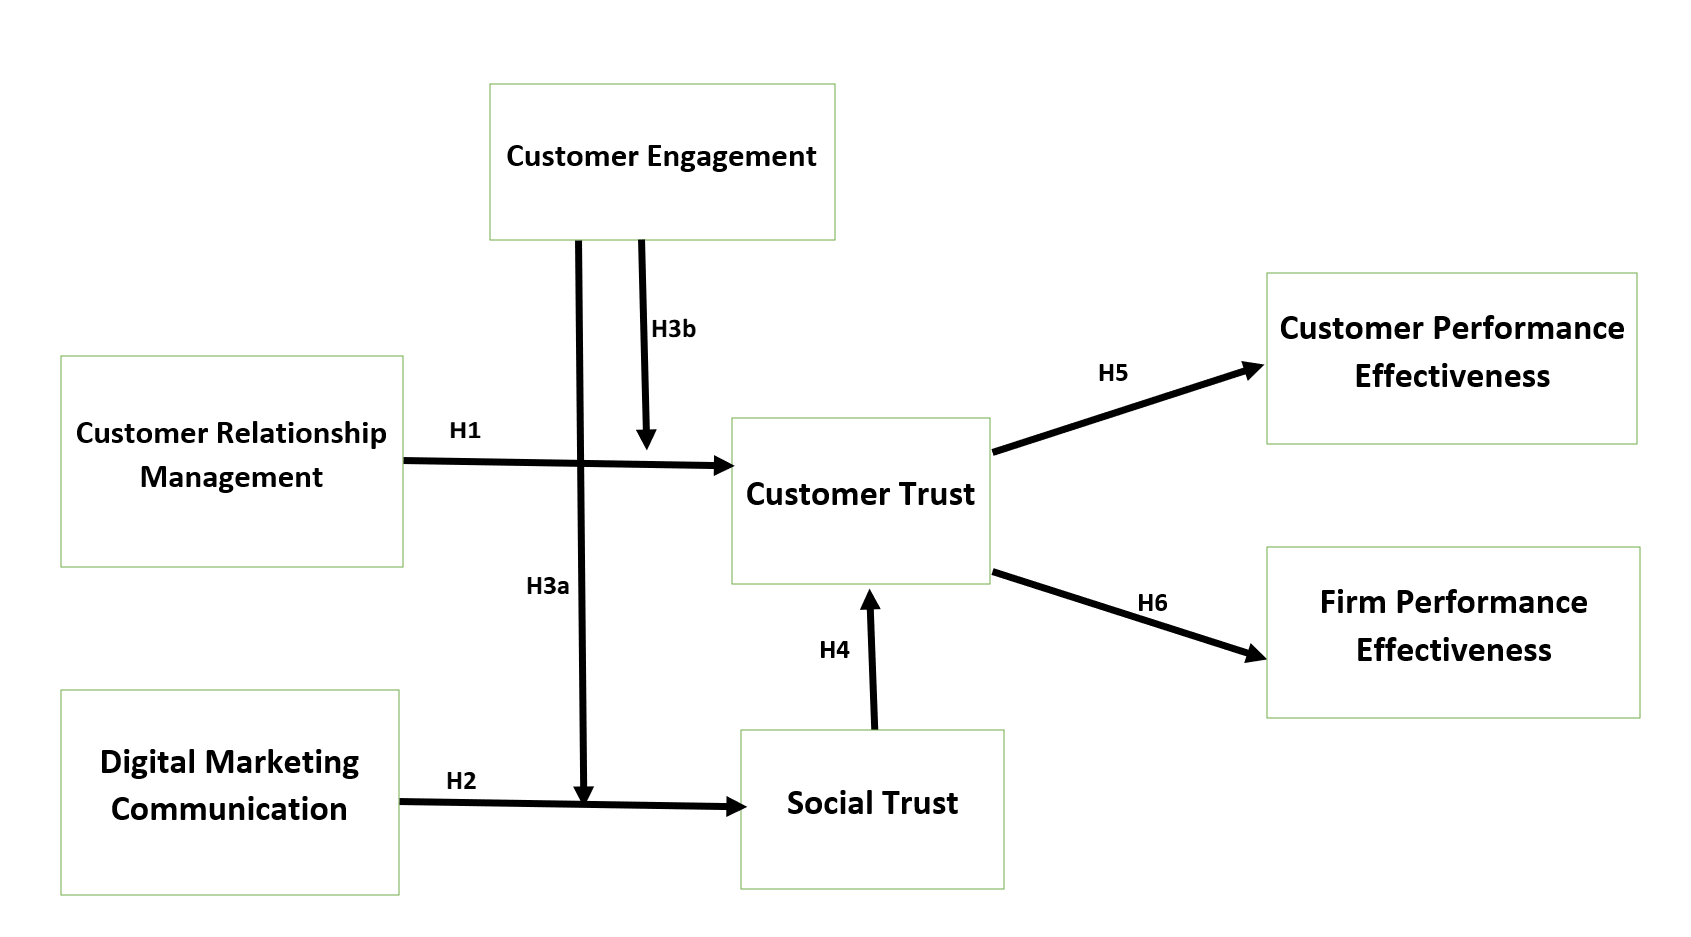 Customer Engagement
H3b
Customer Performance
Effectiveness
H5
Customer Relationship
Management
H1
Customer Trust
H3a
H6
Firm Performance
Effectiveness
H4
Digital Marketing
Communication
H2
Social Trust